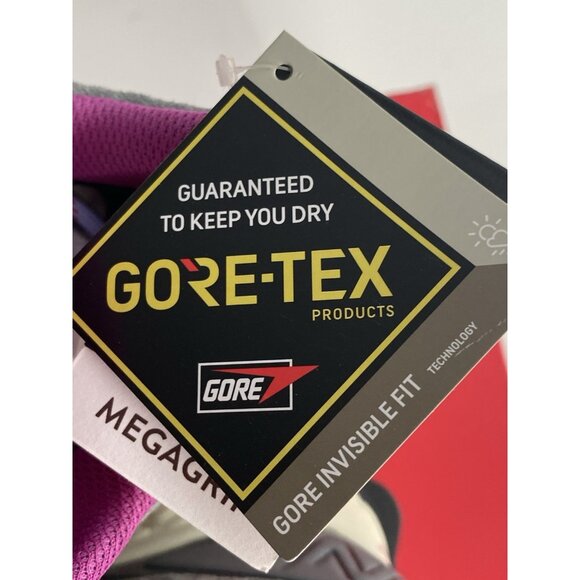 GUARANTEED
TO KEEP YOU DRY
GORE-TEX
PRODUCTS
GORE
GORE INVISIBLE FIT
TECHNOLOGY